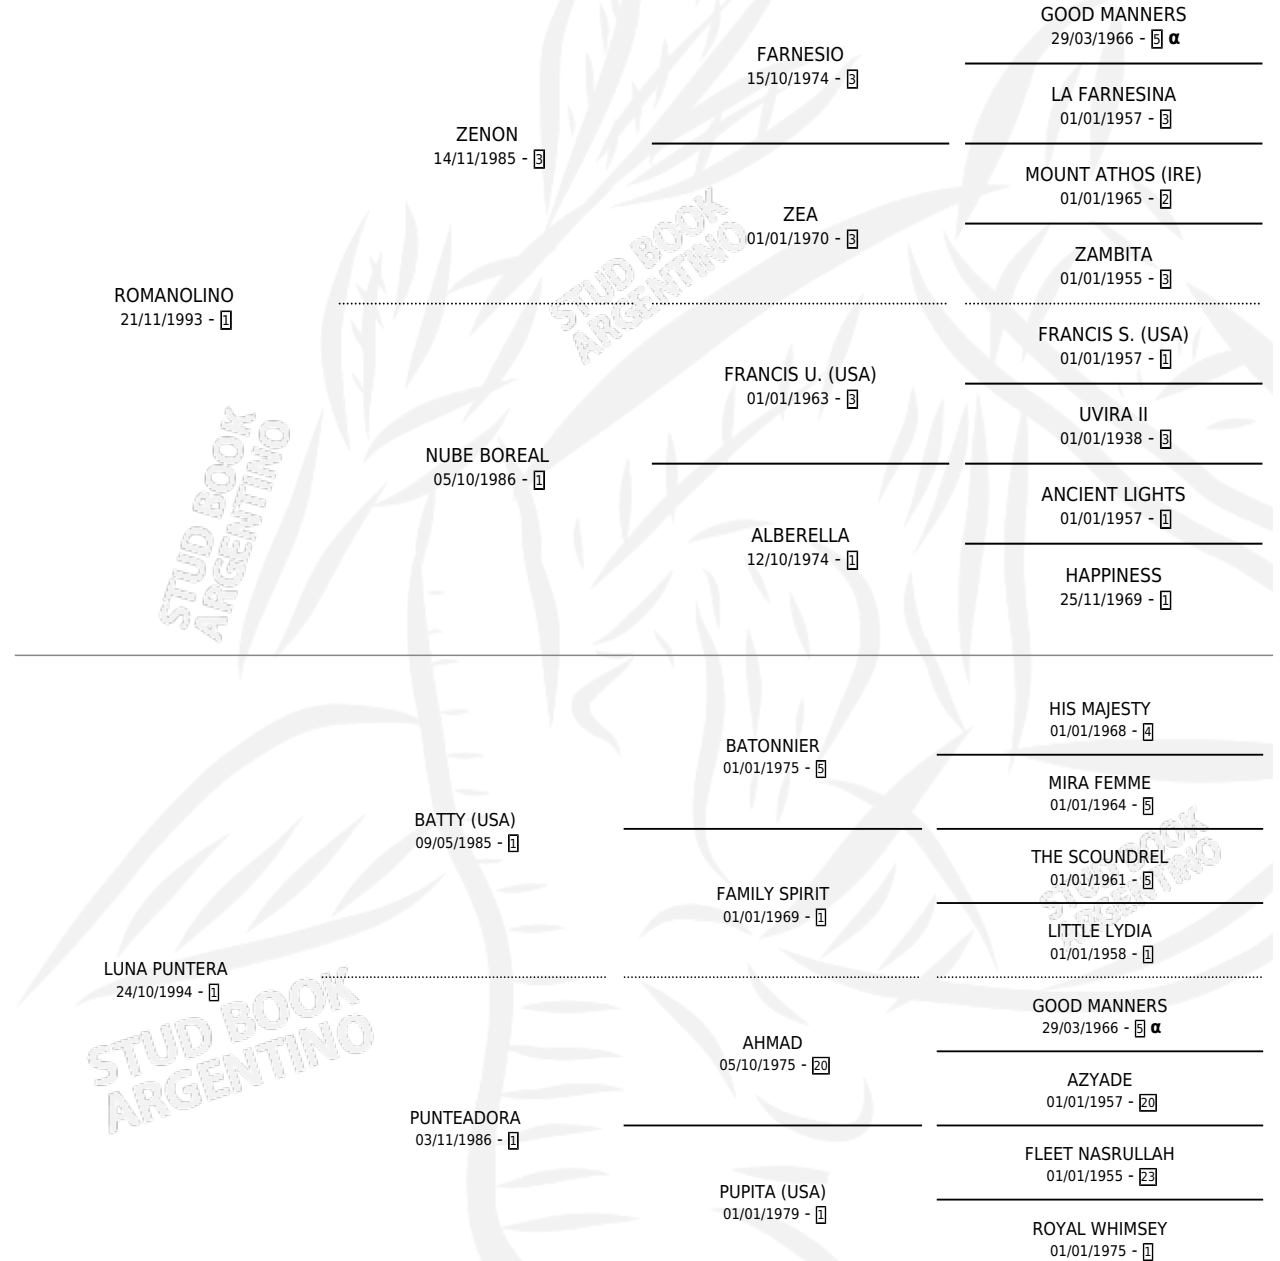 GOOD MANNERS
29/03/1966 - 5 α
FARNESIO
15/10/1974 - 3
LA FARNESINA
01/01/1957 - 3
ZENON
14/11/1985 - 3
MOUNT ATHOS (IRE)
01/01/1965 - 2
ZEA
01/01/1970 - 3
ZAMBITA
01/01/1955 - 3
STUD BOOK
ARGENTINO
ROMANOLINO
21/11/1993 - 1
FRANCIS S. (USA)
01/01/1957 - 1
FRANCIS U. (USA)
01/01/1963 - 3
UVIRA II
01/01/1938 - 3
NUBE BOREAL
05/10/1986 - 1
ANCIENT LIGHTS
01/01/1957 - 1
ALBERELLA
12/10/1974 - 1
HAPPINESS
25/11/1969 - 1
STUD BOOK
ARGENTINO
HIS MAJESTY
01/01/1968 - 4
BATONNIER
01/01/1975 - 5
MIRA FEMME
01/01/1964 - 5
BATTY (USA)
09/05/1985 - 1
THE SCOUNDREL
01/01/1961 - 5
FAMILY SPIRIT
01/01/1969 - 1
LITTLE LYDIA
01/01/1958 - 1
STUD BOOK
ARGENTINO
LUNA PUNTERA
24/10/1994 - 1
GOOD MANNERS
29/03/1966 - 5 α
AHMAD
05/10/1975 - 20
AZYADE
01/01/1957 - 20
STUD BOOK
ARGENTINO
PUNTEADORA
03/11/1986 - 1
FLEET NASRULLAH
01/01/1955 - 23
PUPITA (USA)
01/01/1979 - 1
ROYAL WHIMSEY
01/01/1975 - 1